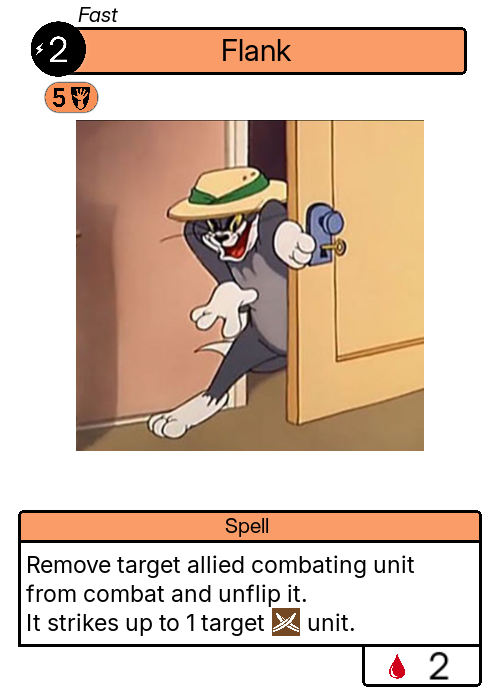 Fast
2
Flank
5
Spell
Remove target allied combating unit
from combat and unflip it.
It strikes up to 1 target unit.
2